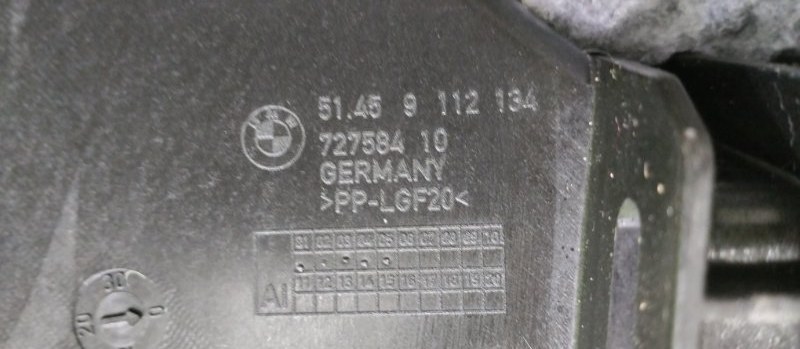 BMW
51.45 9 112 134
727584 10
GERMANY
>PP-LGF20<
01 02 03 04 05 06 07 08 09 10
AI
11 12 13 14 15 16 17 18 19 20
30
20